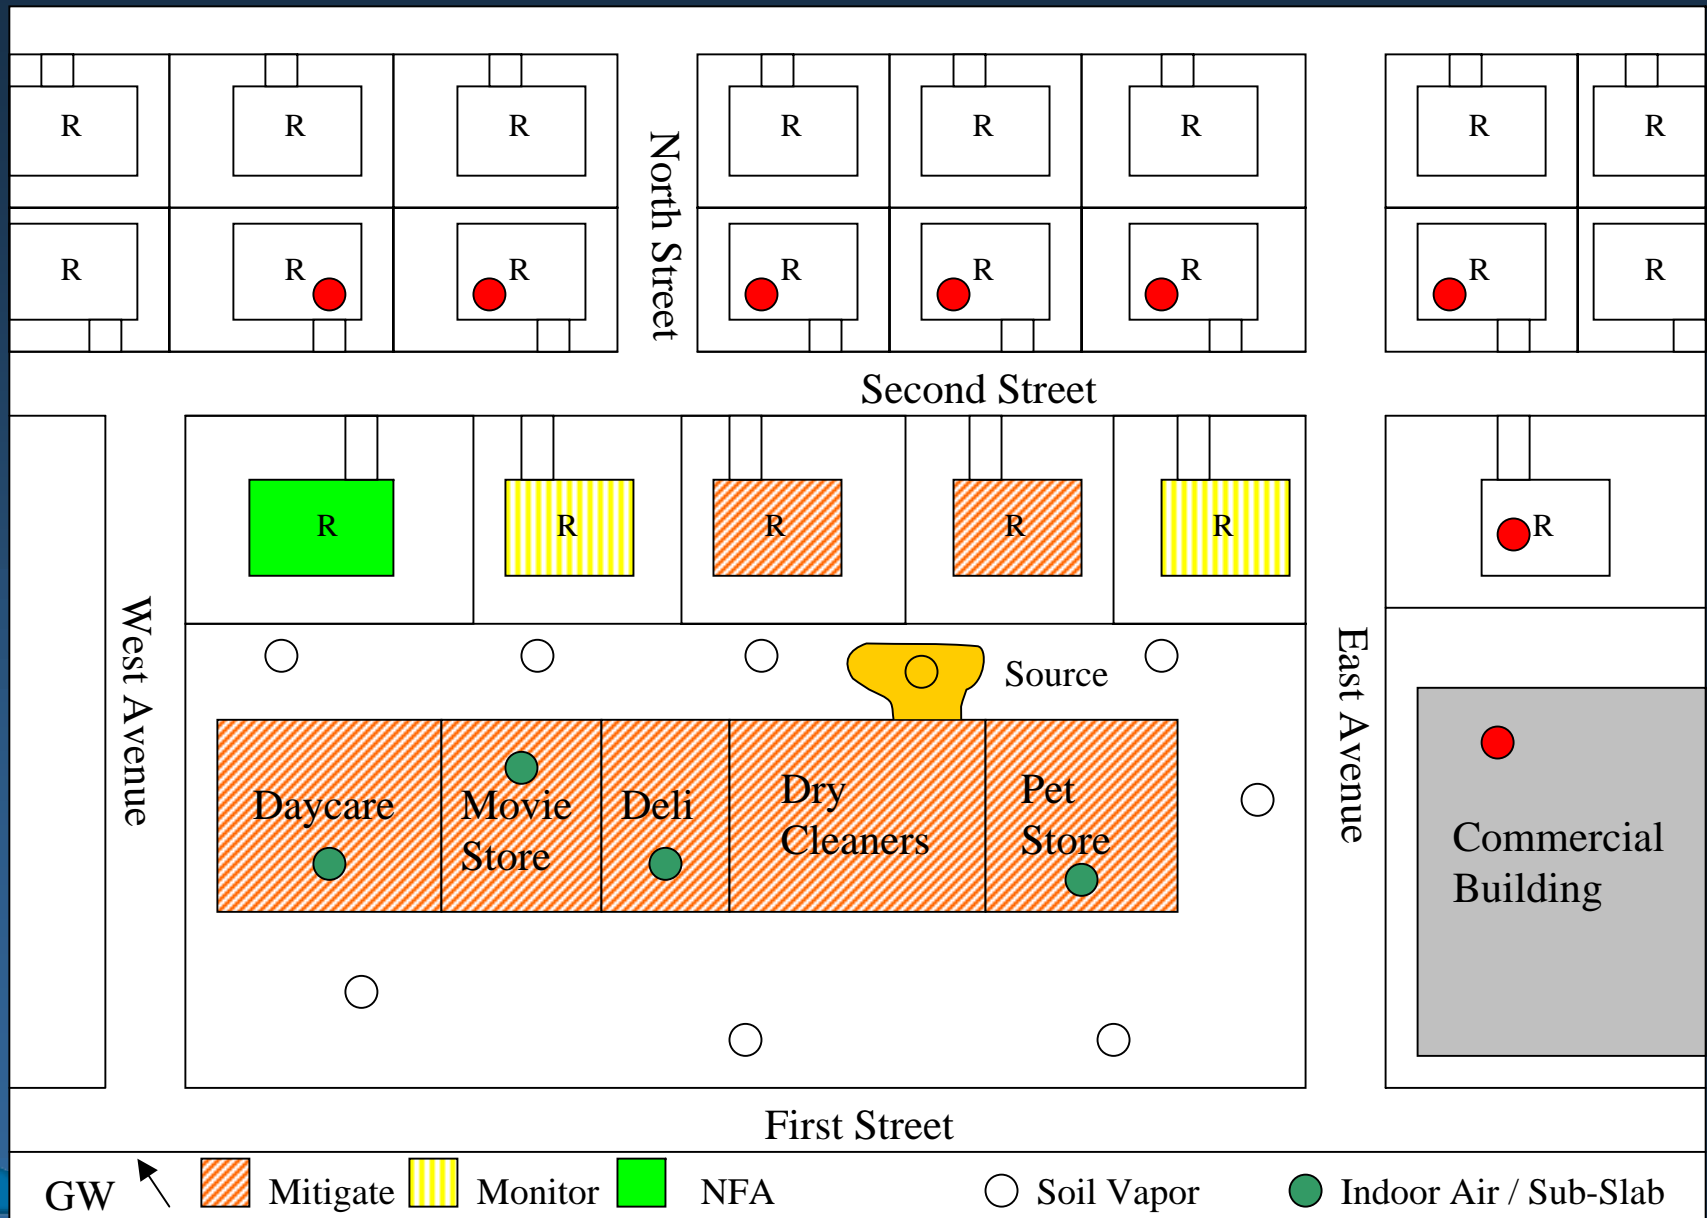 R R R R R R R R
North Street
R R R R R R R R
Second Street
R R R R R R
West Avenue
East Avenue
Source
Daycare
Movie
Store
Deli
Dry
Cleaners
Pet
Store
Commercial
Building
First Street
GW Mitigate Monitor NFA Soil Vapor Indoor Air / Sub-Slab